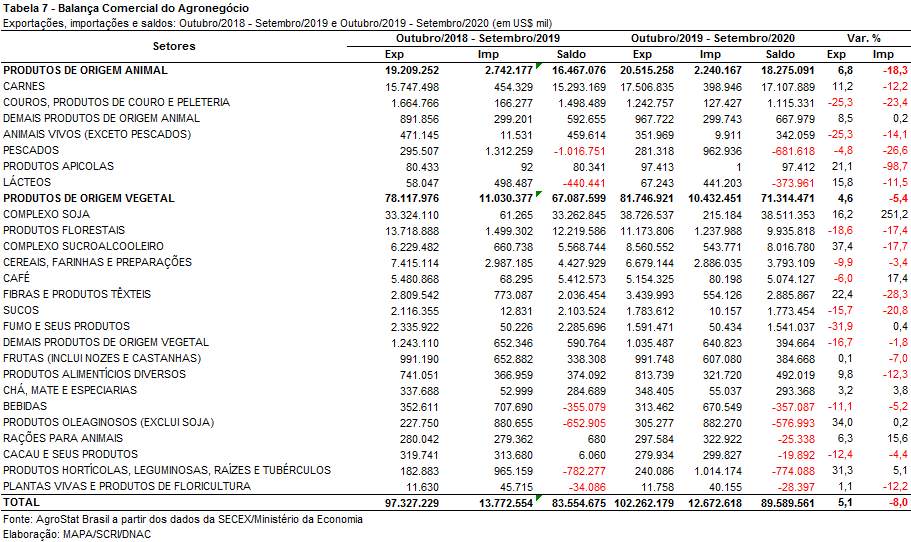 Tabela 7 - Balança Comercial do Agronegócio
Exportações, importações e saldos: Outubro/2018 - Setembro/2019 e Outubro/2019 - Setembro/2020 (em US$ mil)
Setores Outubro/2018 - Setembro/2019 Outubro/2019 - Setembro/2020 Var. %
Exp Imp Saldo Exp Imp Saldo Exp Imp
PRODUTOS DE ORIGEM ANIMAL 19.209.252 2.742.177 16.467.076 20.515.258 2.240.167 18.275.091 6,8 -18,3
CARNES 15.747.498 454.329 15.293.169 17.506.835 398.946 17.107.889 11,2 -12,2
COUROS, PRODUTOS DE COURO E PELETERIA 1.664.766 166.277 1.498.489 1.242.757 127.427 1.115.331 -25,3 -23,4
DEMAIS PRODUTOS DE ORIGEM ANIMAL 891.856 299.201 592.655 967.722 299.743 667.979 8,5 0,2
ANIMAIS VIVOS (EXCETO PESCADOS) 471.145 11.531 459.614 351.969 9.911 342.059 -25,3 -14,1
PESCADOS 295.507 1.312.259 -1.016.751 281.318 962.936 -681.618 -4,8 -26,6
PRODUTOS APICOLAS 80.433 92 80.341 97.413 1 97.412 21,1 -98,7
LÁCTEOS 58.047 498.487 -440.441 67.243 441.203 -373.961 15,8 -11,5
PRODUTOS DE ORIGEM VEGETAL 78.117.976 11.030.377 67.087.599 81.746.921 10.432.451 71.314.471 4,6 -5,4
COMPLEXO SOJA 33.324.110 61.265 33.262.845 38.726.537 215.184 38.511.353 16,2 251,2
PRODUTOS FLORESTAIS 13.718.888 1.499.302 12.219.586 11.173.806 1.237.988 9.935.818 -18,6 -17,4
COMPLEXO SUCROALCOOLEIRO 6.229.482 660.738 5.568.744 8.560.552 543.771 8.016.780 37,4 -17,7
CEREAIS, FARINHAS E PREPARAÇÕES 7.415.114 2.987.185 4.427.929 6.679.144 2.886.035 3.793.109 -9,9 -3,4
CAFÉ 5.480.868 68.295 5.412.573 5.154.325 80.198 5.074.127 -6,0 17,4
FIBRAS E PRODUTOS TÊXTEIS 2.809.542 773.087 2.036.454 3.439.993 554.126 2.885.867 22,4 -28,3
SUCOS 2.116.355 12.831 2.103.524 1.783.612 10.157 1.773.454 -15,7 -20,8
FUMO E SEUS PRODUTOS 2.335.922 50.226 2.285.696 1.591.471 50.434 1.541.037 -31,9 0,4
DEMAIS PRODUTOS DE ORIGEM VEGETAL 1.243.110 652.346 590.764 1.035.487 640.823 394.664 -16,7 -1,8
FRUTAS (INCLUI NOZES E CASTANHAS) 991.190 652.882 338.308 991.748 607.080 384.668 0,1 -7,0
PRODUTOS ALIMENTÍCIOS DIVERSOS 741.051 366.959 374.092 813.739 321.720 492.019 9,8 -12,3
CHÁ, MATE E ESPECIARIAS 337.688 52.999 284.689 348.405 55.037 293.368 3,2 3,8
BEBIDAS 352.611 707.690 -355.079 313.462 670.549 -357.087 -11,1 -5,2
PRODUTOS OLEAGINOSOS (EXCLUI SOJA) 227.750 880.655 -652.905 305.277 882.270 -576.993 34,0 0,2
RAÇÕES PARA ANIMAIS 280.042 279.362 680 297.584 322.922 -25.338 6,3 15,6
CACAU E SEUS PRODUTOS 319.741 313.680 6.060 279.934 299.827 -19.892 -12,4 -4,4
PRODUTOS HORTÍCOLAS, LEGUMINOSAS, RAÍZES E TUBÉRCULOS 182.883 965.159 -782.277 240.086 1.014.174 -774.088 31,3 5,1
PLANTAS VIVAS E PRODUTOS DE FLORICULTURA 11.630 45.715 -34.086 11.758 40.155 -28.397 1,1 -12,2
TOTAL 97.327.229 13.772.554 83.554.675 102.262.179 12.672.618 89.589.561 5,1 -8,0
Fonte: AgroStat Brasil a partir dos dados da SECEX/Ministério da Economia
Elaboração: MAPA/SCRI/DNAC